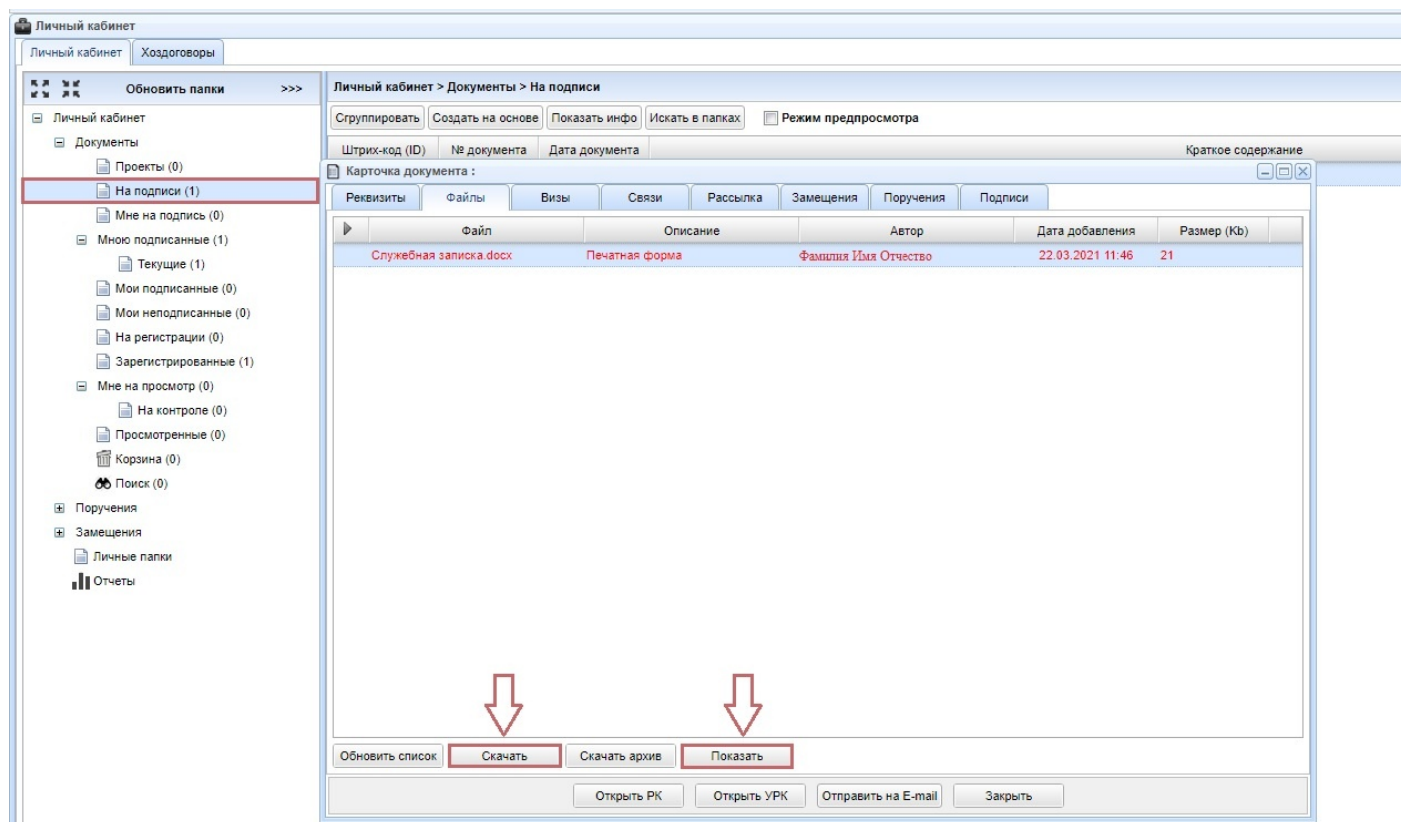 Личный кабинет
Личный кабинет Хоздоговоры
Обновить папки >>>
Личный кабинет
Документы
Проекты (0)
На подписи (1)
Мне на подпись (0)
Мною подписанные (1)
Текущие (1)
Мои подписанные (0)
Мои неподписанные (0)
На регистрации (0)
Зарегистрированные (1)
Мне на просмотр (0)
На контроле (0)
Просмотренные (0)
Корзина (0)
Поиск (0)
Поручения
Замещения
Личные папки
Отчеты
Личный кабинет > Документы > На подписи
Сгруппировать Создать на основе Показать инфо Искать в папках Режим предпросмотра
Штрих-код (ID) № документа Дата документа Краткое содержание
Карточка документа :
Реквизиты Файлы Визы Связи Рассылка Замещения Поручения Подписи
Файл Описание Автор Дата добавления Размер (Kb)
Служебная записка.docx Печатная форма Фамилия Имя Отчество 22.03.2021 11:46 21
Обновить список Скачать Скачать архив Показать
Открыть РК Открыть УРК Отправить на E-mail Закрыть